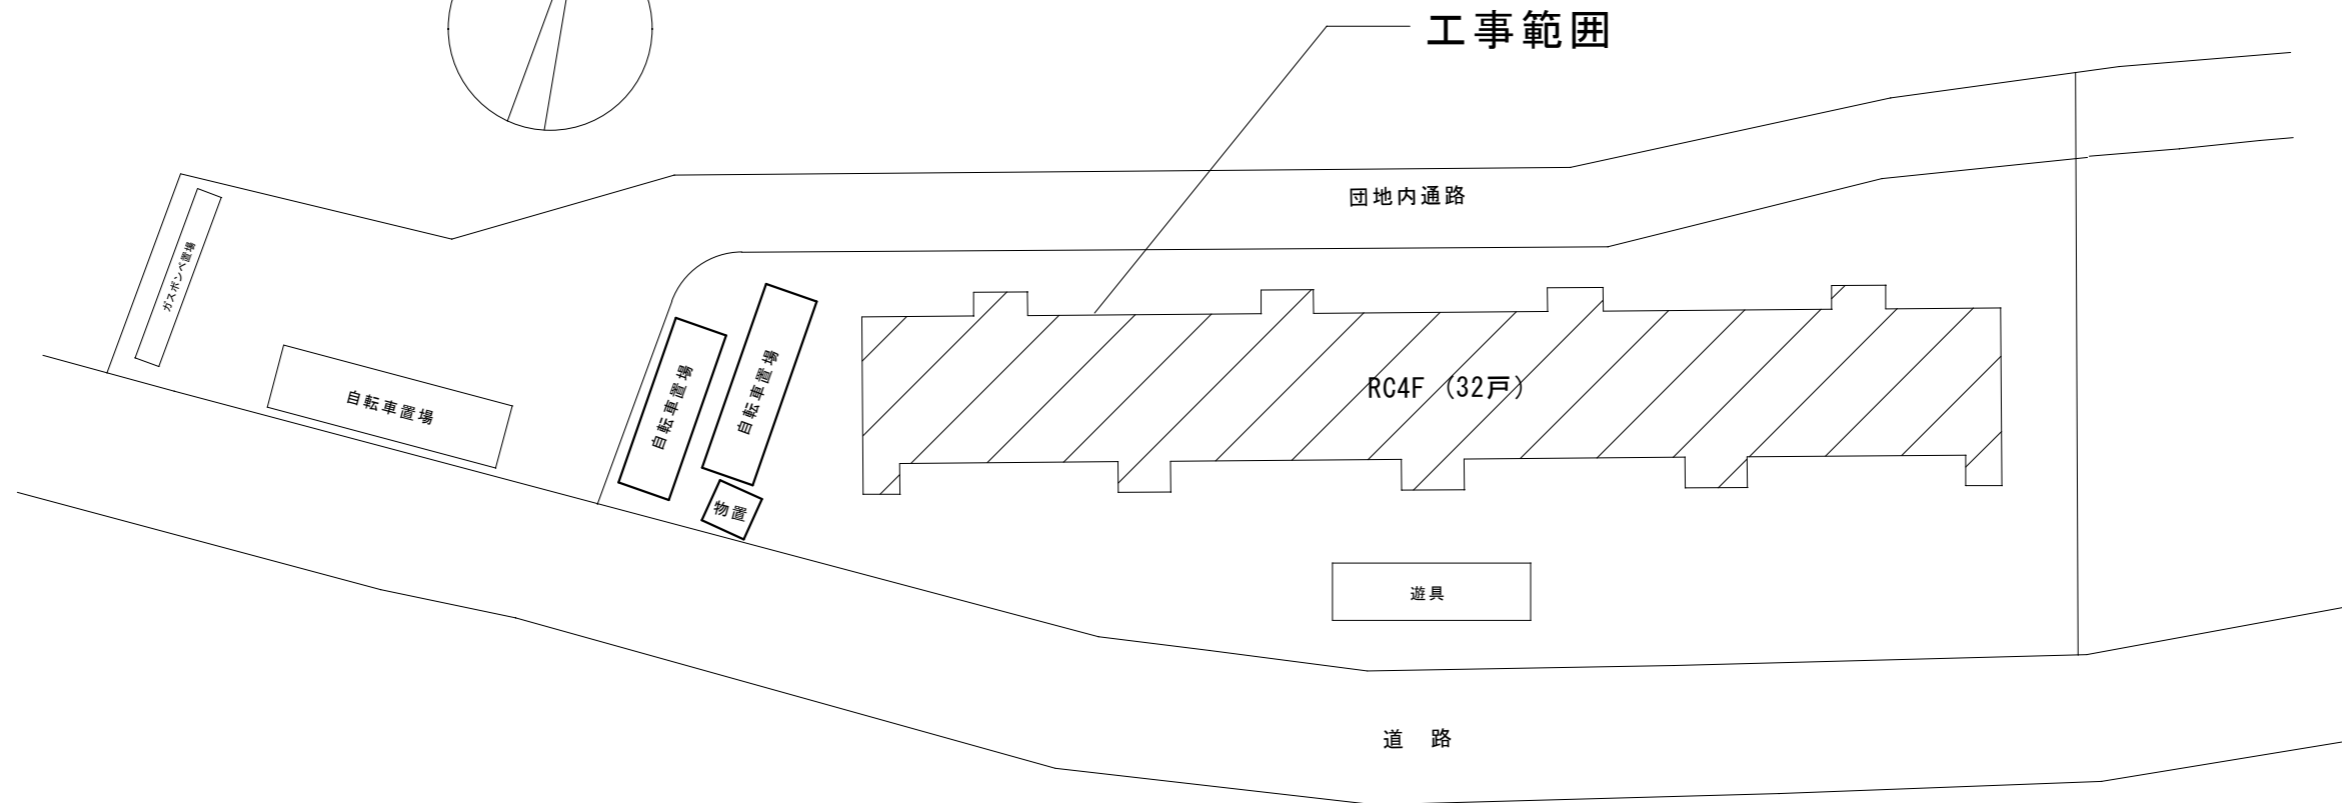 工事範囲
団地内通路
ガスボンベ置場
自転車置場
自転車置場
自転車置場
物置
RC4F （32戸）
遊具
道　路